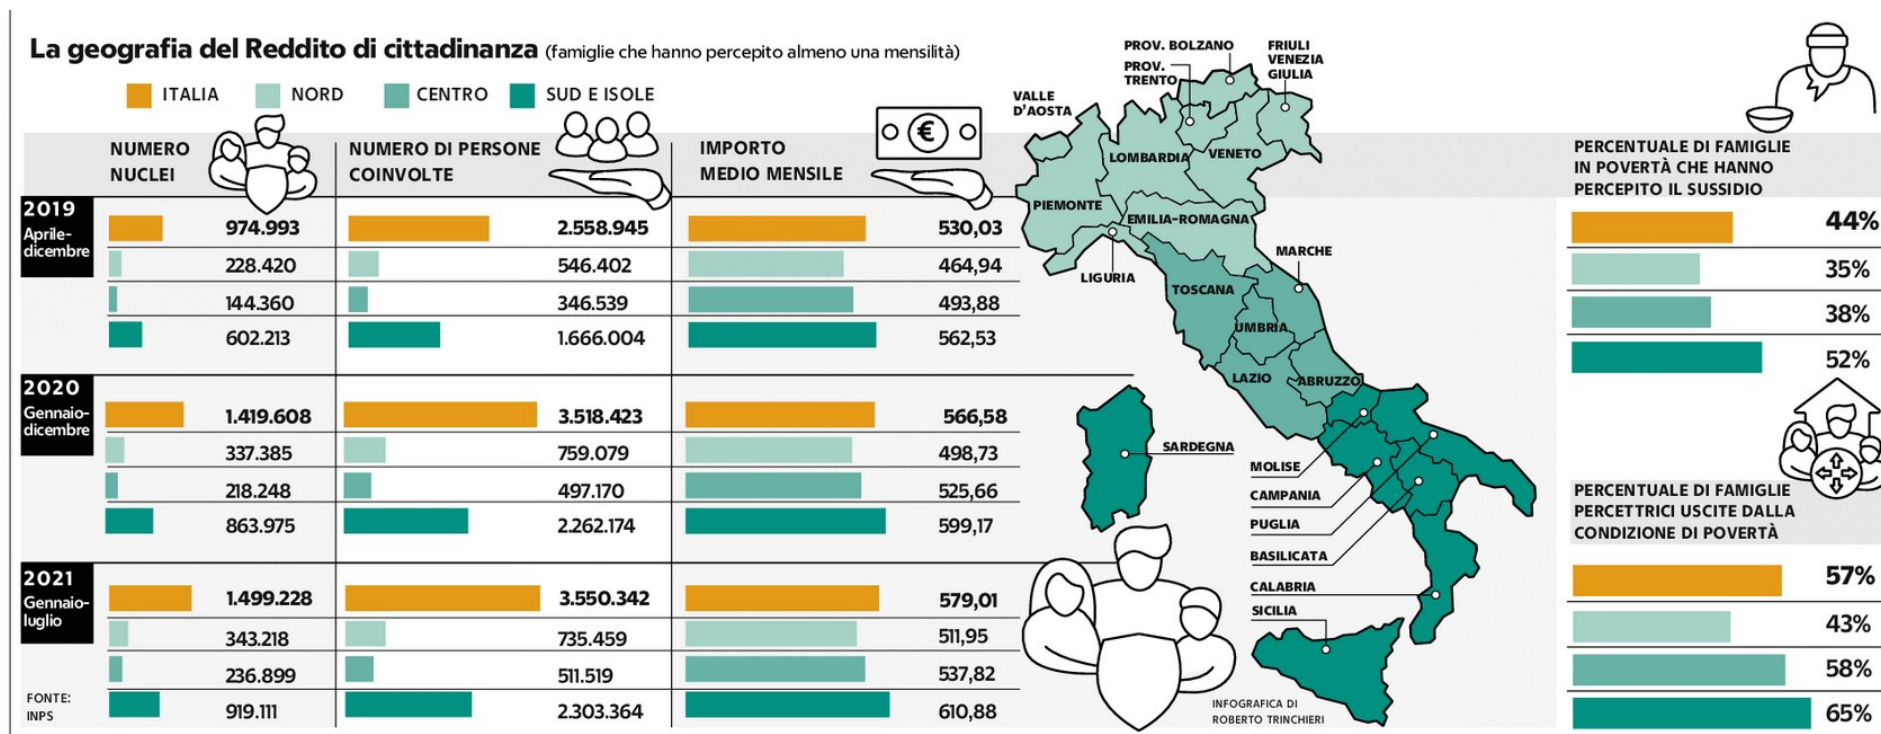 La geografia del Reddito di cittadinanza (famiglie che hanno percepito almeno una mensilità)
ITALIA NORD CENTRO SUD E ISOLE
NUMERO
NUCLEI
NUMERO DI PERSONE
COINVOLTE
IMPORTO
MEDIO MENSILE
€
2019
Aprile-
dicembre
974.993 2.558.945 530,03
228.420 546.402 464,94
144.360 346.539 493,88
602.213 1.666.004 562,53
2020
Gennaio-
dicembre
1.419.608 3.518.423 566,58
337.385 759.079 498,73
218.248 497.170 525,66
863.975 2.262.174 599,17
2021
Gennaio-
luglio
1.499.228 3.550.342 579,01
343.218 735.459 511,95
236.899 511.519 537,82
919.111 2.303.364 610,88
FONTE:
INPS
PROV. BOLZANO
PROV.
TRENTO
FRIULI
VENEZIA
GIULIA
VALLE
D'AOSTA
LOMBARDIA
VENETO
PIEMONTE
EMILIA-ROMAGNA
LIGURIA
MARCHE
TOSCANA
UMBRIA
LAZIO
ABRUZZO
SARDEGNA
MOLISE
CAMPANIA
PUGLIA
BASILICATA
CALABRIA
SICILIA
INFOGRAFICA DI
ROBERTO TRINCHIERI
PERCENTUALE DI FAMIGLIE
IN POVERTÀ CHE HANNO
PERCEPITO IL SUSSIDIO
44%
35%
38%
52%
PERCENTUALE DI FAMIGLIE
PERCETTRICI USCITE DALLA
CONDIZIONE DI POVERTÀ
57%
43%
58%
65%